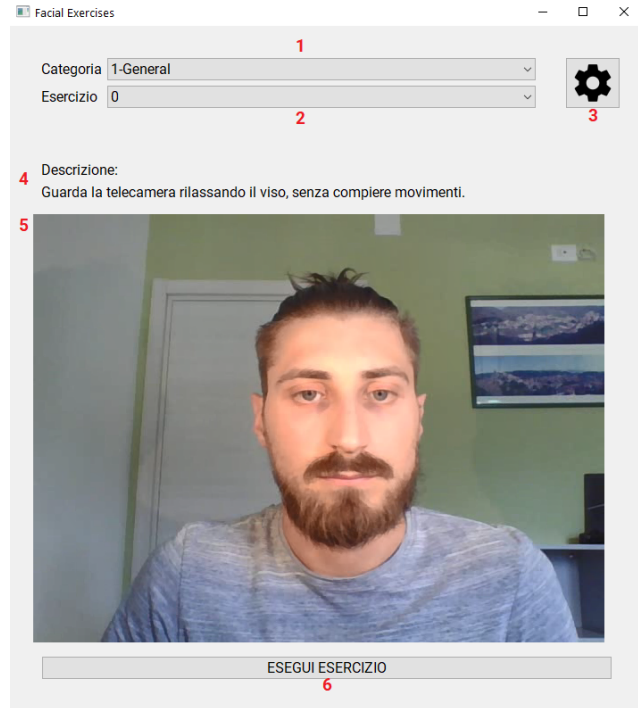 Facial Exercises
1
Categoria 1-General
Esercizio 0
2
3
Descrizione:
4
Guarda la telecamera rilassando il viso, senza compiere movimenti.
5
ESEGUI ESERCIZIO
6